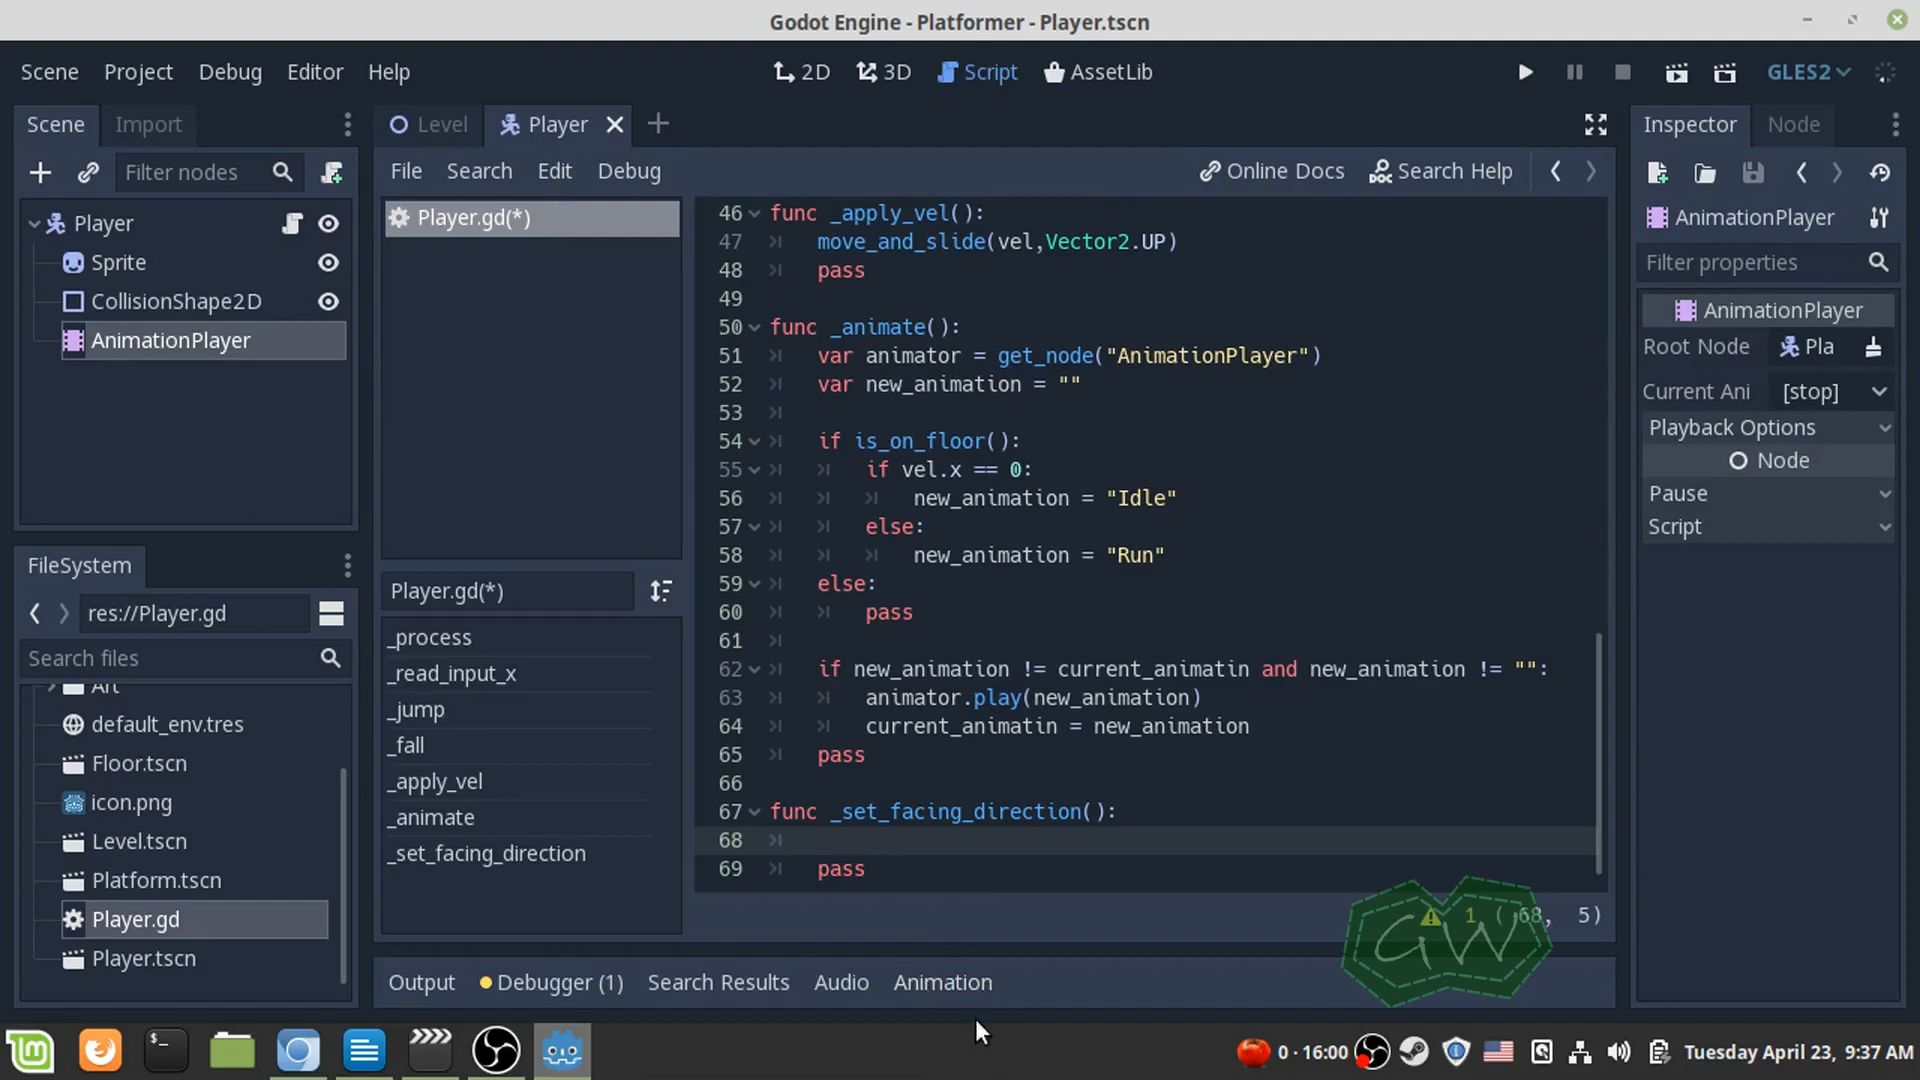 Godot Engine - Platformer - Player.tscn
Scene Project Debug Editor Help
2D 3D Script AssetLib
GLES2
Scene Import
Level Player
Inspector Node
Filter nodes
File Search Edit Debug
Online Docs Search Help
Player
Sprite
CollisionShape2D
AnimationPlayer
Player.gd(*)
Player.gd(*)
_process
_read_input_x
_jump
_fall
_apply_vel
_animate
_set_facing_direction
46 func _apply_vel():
47 move_and_slide(vel,Vector2.UP)
48 pass
49
50 func _animate():
51 var animator = get_node("AnimationPlayer")
52 var new_animation = ""
53
54 if is_on_floor():
55 if vel.x == 0:
56 new_animation = "Idle"
57 else:
58 new_animation = "Run"
59 else:
60 pass
61
62 if new_animation != current_animatin and new_animation != "":
63 animator.play(new_animation)
64 current_animatin = new_animation
65 pass
66
67 func _set_facing_direction():
68
69 pass
1 ( 68, 5)
GW
AnimationPlayer
Filter properties
AnimationPlayer
Root Node Pla
Current Ani [stop]
Playback Options
Node
Pause
Script
FileSystem
res://Player.gd
Search files
Art
default_env.tres
Floor.tscn
icon.png
Level.tscn
Platform.tscn
Player.gd
Player.tscn
Output Debugger (1) Search Results Audio Animation
0 · 16:00
Tuesday April 23, 9:37 AM